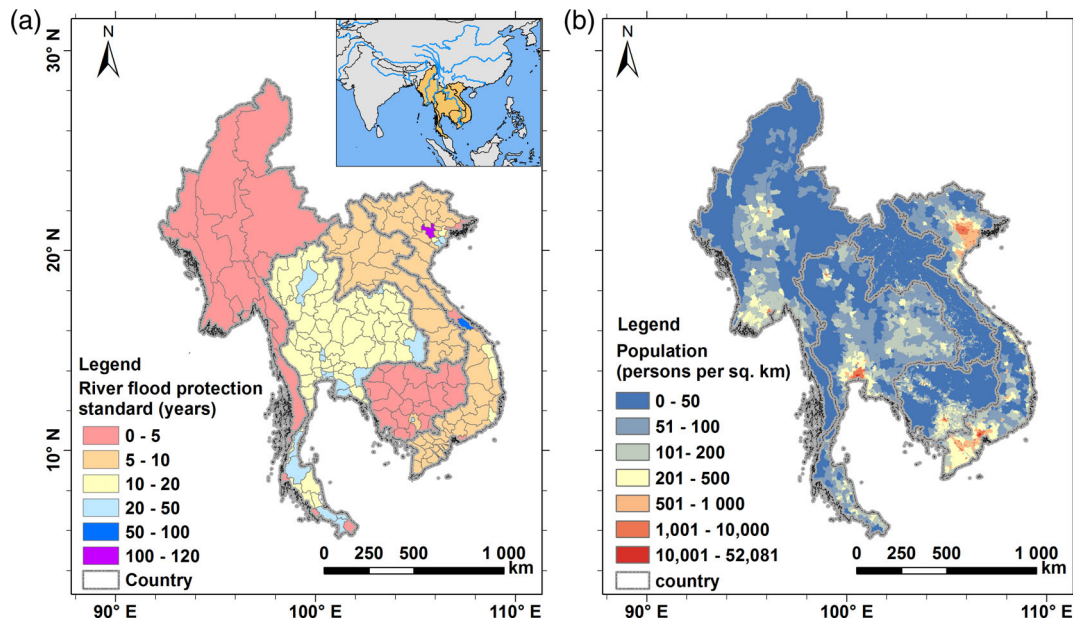 (a)
N
30° N
20° N
10° N
Legend
River flood protection
standard (years)
0 - 5
5 - 10
10 - 20
20 - 50
50 - 100
100 - 120
Country
0 250 500 1 000
km
90° E 100° E 110° E
(b)
N
30° N
20° N
10° N
Legend
Population
(persons per sq. km)
0 - 50
51 - 100
101- 200
201 - 500
501 - 1 000
1,001 - 10,000
10,001 - 52,081
country
0 250 500 1 000
km
90° E 100° E 110° E